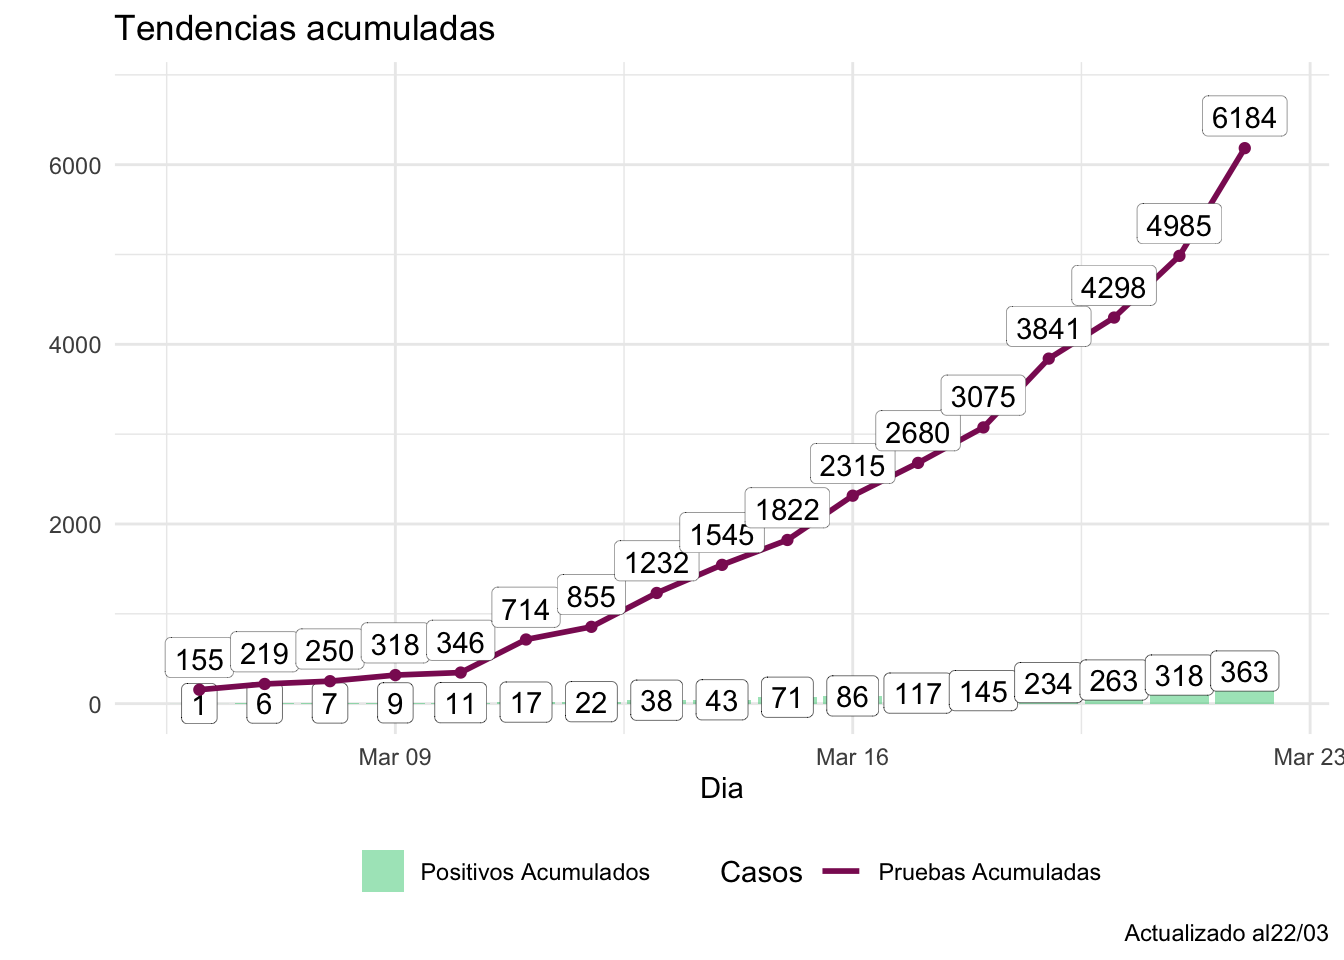 Tendencias acumuladas
6000
4000
2000
0
155 219 250 318 346 714 855 1232 1545 1822 2315 2680 3075 3841 4298 4985 6184
1 6 7 9 11 17 22 38 43 71 86 117 145 234 263 318 363
Mar 09 Mar 16 Mar 23
Dia
Positivos Acumulados Casos Pruebas Acumuladas
Actualizado al22/03